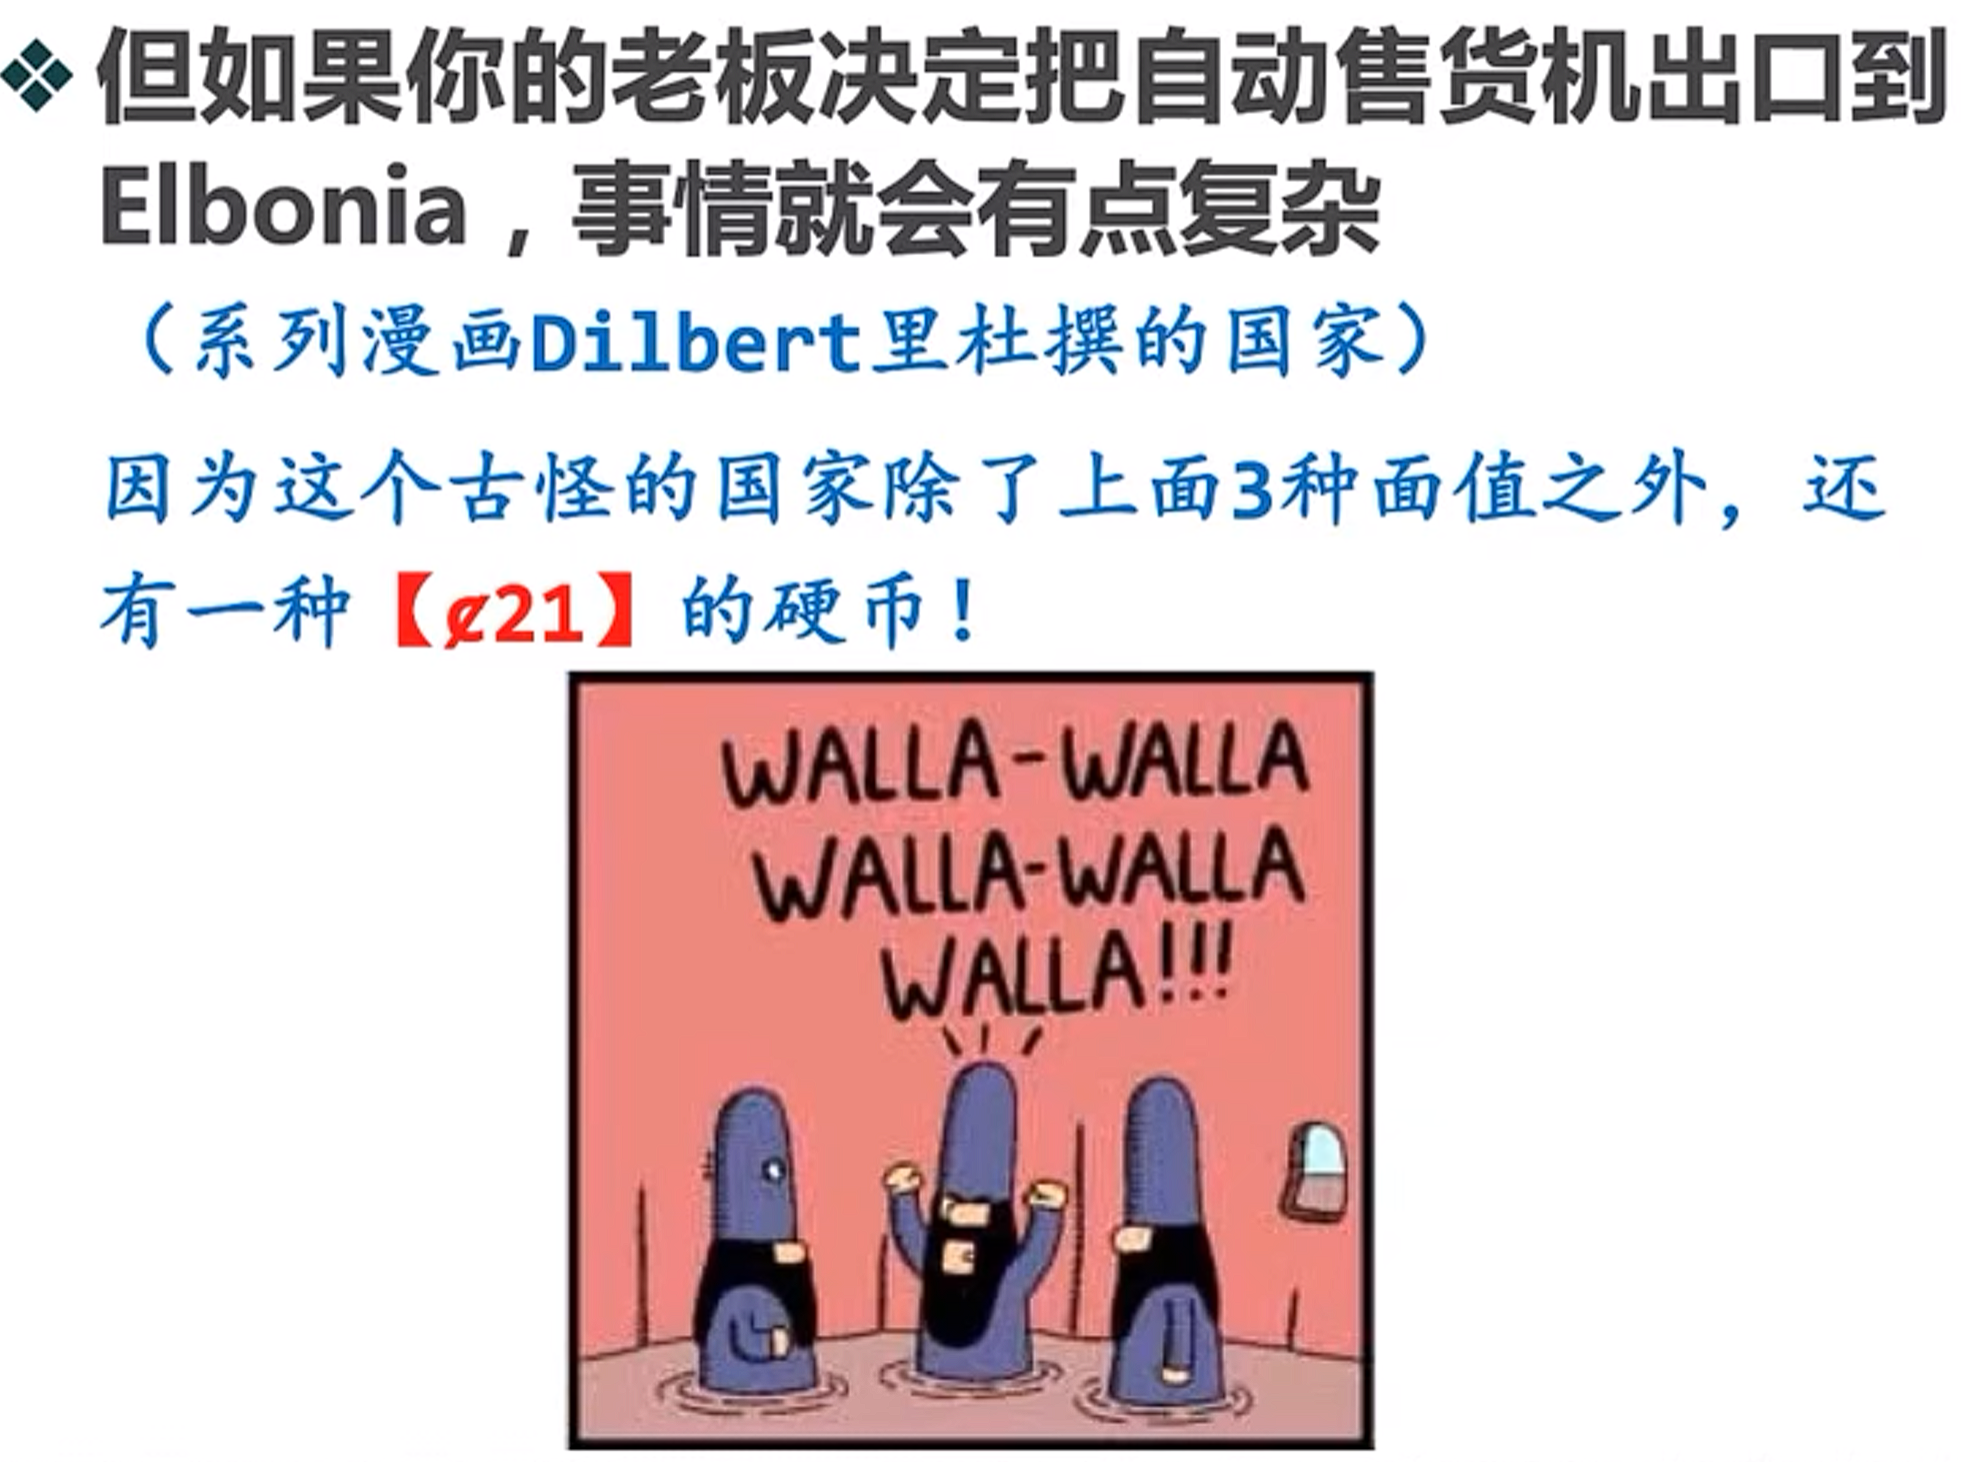 但如果你的老板决定把自动售货机出口到
Elbonia，事情就会有点复杂
（系列漫画Dilbert里杜撰的国家）
因为这个古怪的国家除了上面3种面值之外，还
有一种【¢21】的硬币！
WALLA-WALLA
WALLA-WALLA
WALLA!!!